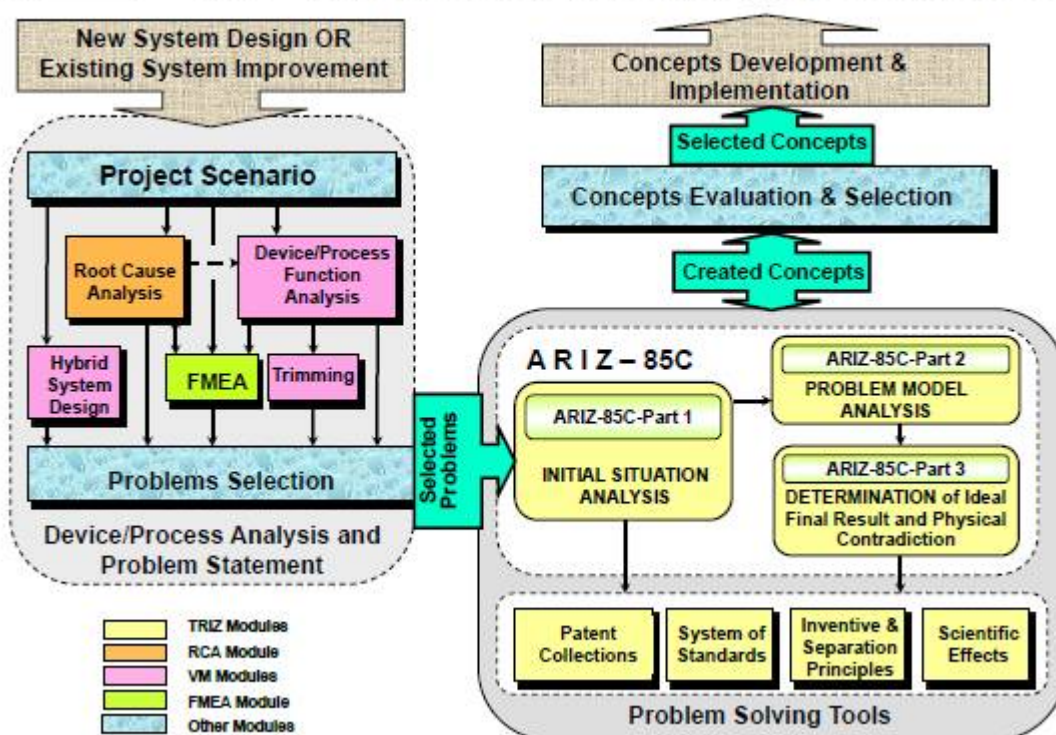 New System Design OR
Existing System Improvement
Project Scenario
Root Cause
Analysis
Device/Process
Function
Analysis
Hybrid
System
Design
FMEA
Trimming
Problems Selection
Device/Process Analysis and
Problem Statement
TRIZ Modules
RCA Module
VM Modules
FMEA Module
Other Modules
Selected
Problems
Concepts Development &
Implementation
Selected Concepts
Concepts Evaluation & Selection
Created Concepts
A R I Z – 85C
ARIZ-85C-Part 1
INITIAL SITUATION
ANALYSIS
ARIZ-85C-Part 2
PROBLEM MODEL
ANALYSIS
ARIZ-85C-Part 3
DETERMINATION of Ideal
Final Result and Physical
Contradiction
Patent
Collections
System of
Standards
Inventive &
Separation
Principles
Scientific
Effects
Problem Solving Tools